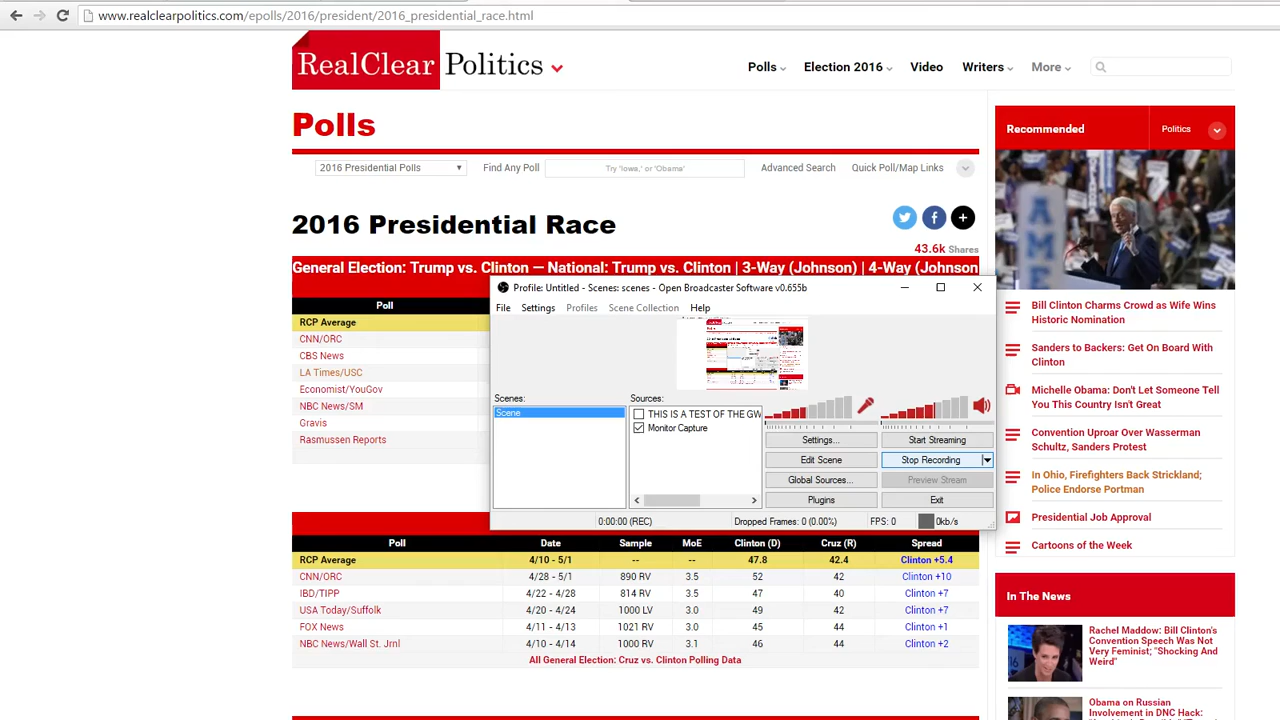 www.realclearpolitics.com/epolls/2016/president/2016_presidential_race.html
RealClear Politics
Polls
Election 2016
Video
Writers
More
Polls
2016 Presidential Polls
Find Any Poll
Try 'Iowa,' or 'Obama'
Advanced Search
Quick Poll/Map Links
2016 Presidential Race
43.6k Shares
General Election: Trump vs. Clinton — National: Trump vs. Clinton | 3-Way (Johnson) | 4-Way (Johnson
Poll
RCP Average
CNN/ORC
CBS News
LA Times/USC
Economist/YouGov
NBC News/SM
Gravis
Rasmussen Reports
Profile: Untitled - Scenes: scenes - Open Broadcaster Software v0.655b
File Settings Profiles Scene Collection Help
Scenes:
Scene
Sources:
THIS IS A TEST OF THE GW
Monitor Capture
Settings...
Start Streaming
Edit Scene
Stop Recording
Global Sources...
Preview Stream
Plugins
Exit
0:00:00 (REC)
Dropped Frames: 0 (0.00%)
FPS: 0
0kb/s
Poll Date Sample MoE Clinton (D) Cruz (R) Spread
RCP Average 4/10 - 5/1 -- -- 47.8 42.4 Clinton +5.4
CNN/ORC 4/28 - 5/1 890 RV 3.5 52 42 Clinton +10
IBD/TIPP 4/22 - 4/28 814 RV 3.5 47 40 Clinton +7
USA Today/Suffolk 4/20 - 4/24 1000 LV 3.0 49 42 Clinton +7
FOX News 4/11 - 4/13 1021 RV 3.0 45 44 Clinton +1
NBC News/Wall St. Jrnl 4/10 - 4/14 1000 RV 3.1 46 44 Clinton +2
All General Election: Cruz vs. Clinton Polling Data
Recommended
Politics
AME
Bill Clinton Charms Crowd as Wife Wins
Historic Nomination
Sanders to Backers: Get On Board With
Clinton
Michelle Obama: Don't Let Someone Tell
You This Country Isn't Great
Convention Uproar Over Wasserman
Schultz, Sanders Protest
In Ohio, Firefighters Back Strickland;
Police Endorse Portman
Presidential Job Approval
Cartoons of the Week
In The News
Rachel Maddow: Bill Clinton's
Convention Speech Was Not
Very Feminist; "Shocking And
Weird"
Obama on Russian
Involvement in DNC Hack: